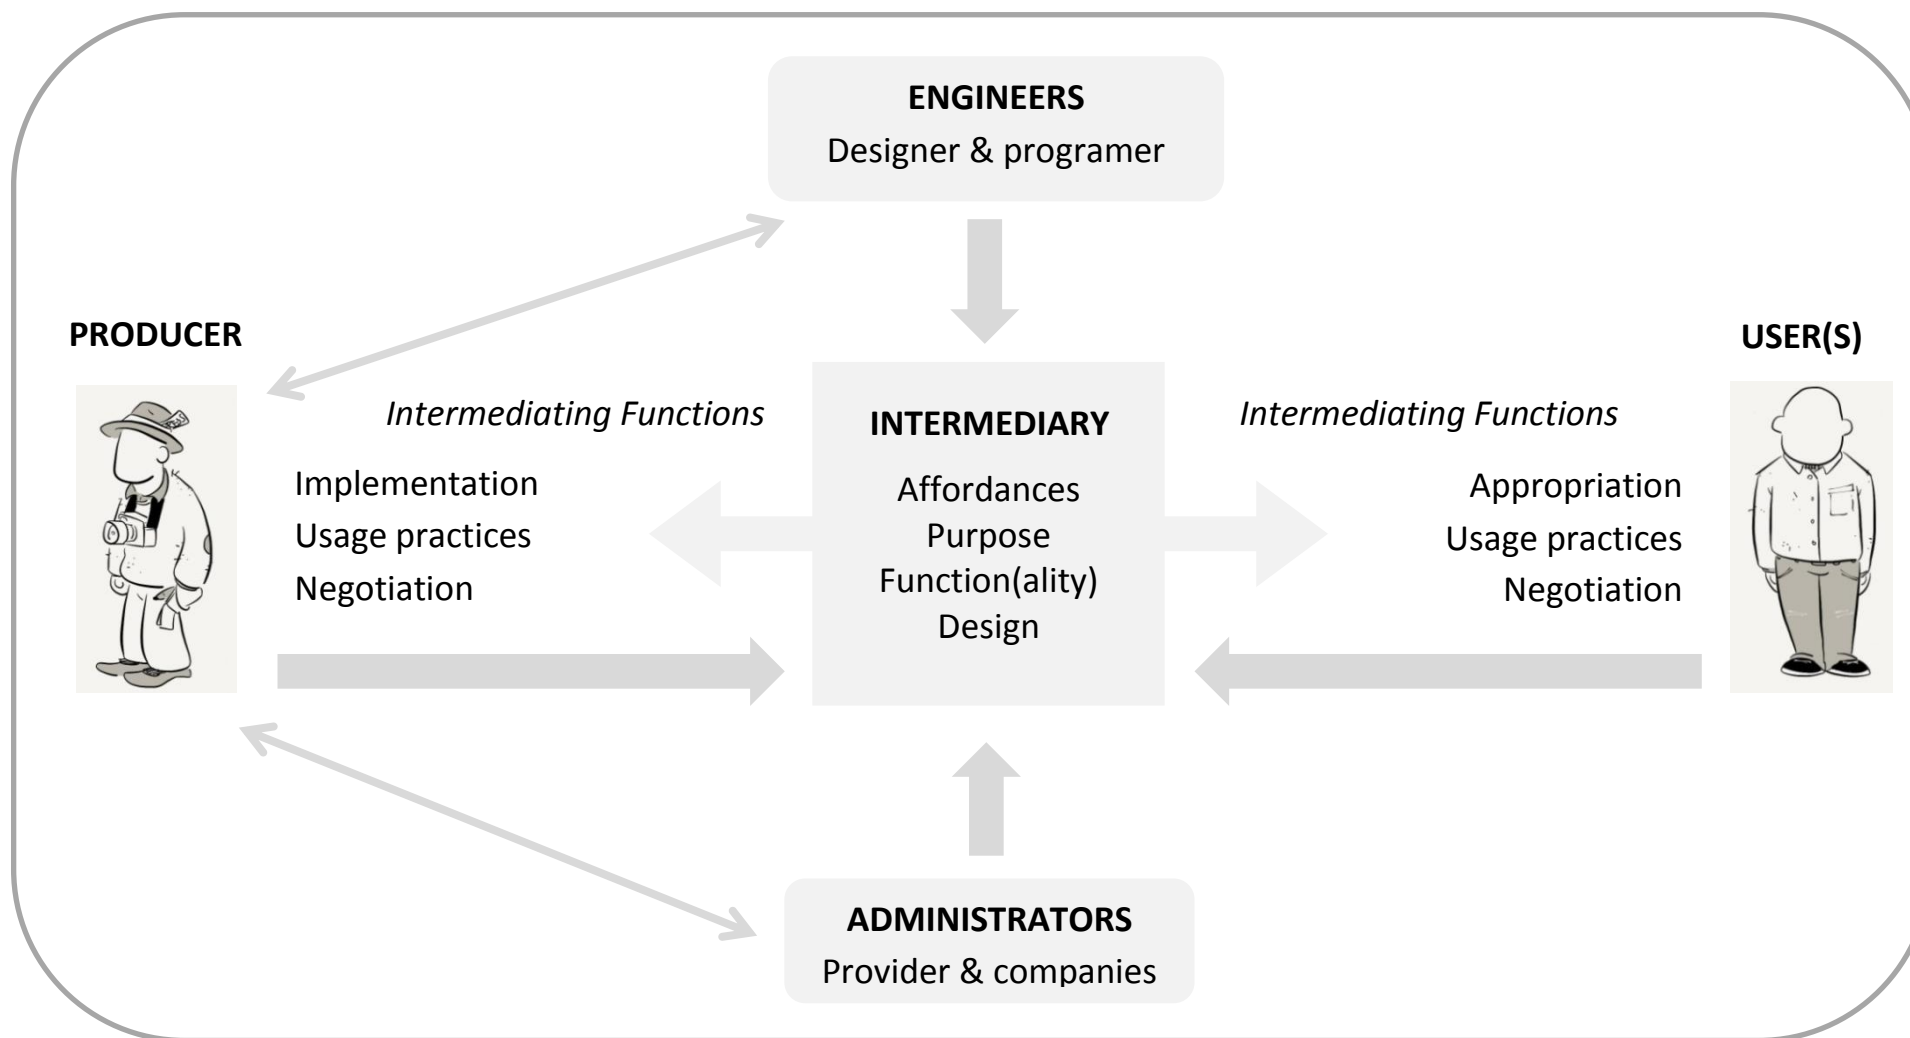 ENGINEERS
Designer & programer
PRODUCER
USER(S)
Intermediating Functions
Implementation
Usage practices
Negotiation
INTERMEDIARY
Affordances
Purpose
Function(ality)
Design
Intermediating Functions
Appropriation
Usage practices
Negotiation
ADMINISTRATORS
Provider & companies